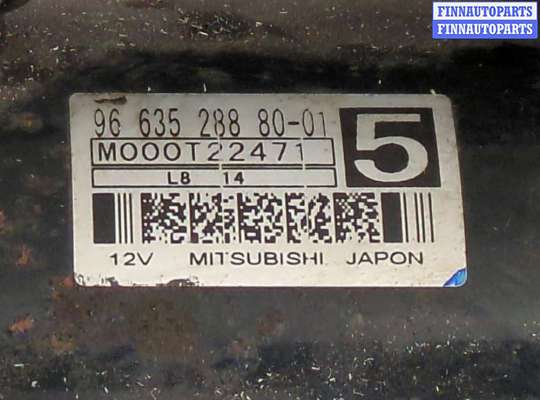 FINNAUTOPARTS
FINNAUTOPARTS
96 635 288 80-01
5
M000T22471
L8 14
12V MITSUBISHI JAPON